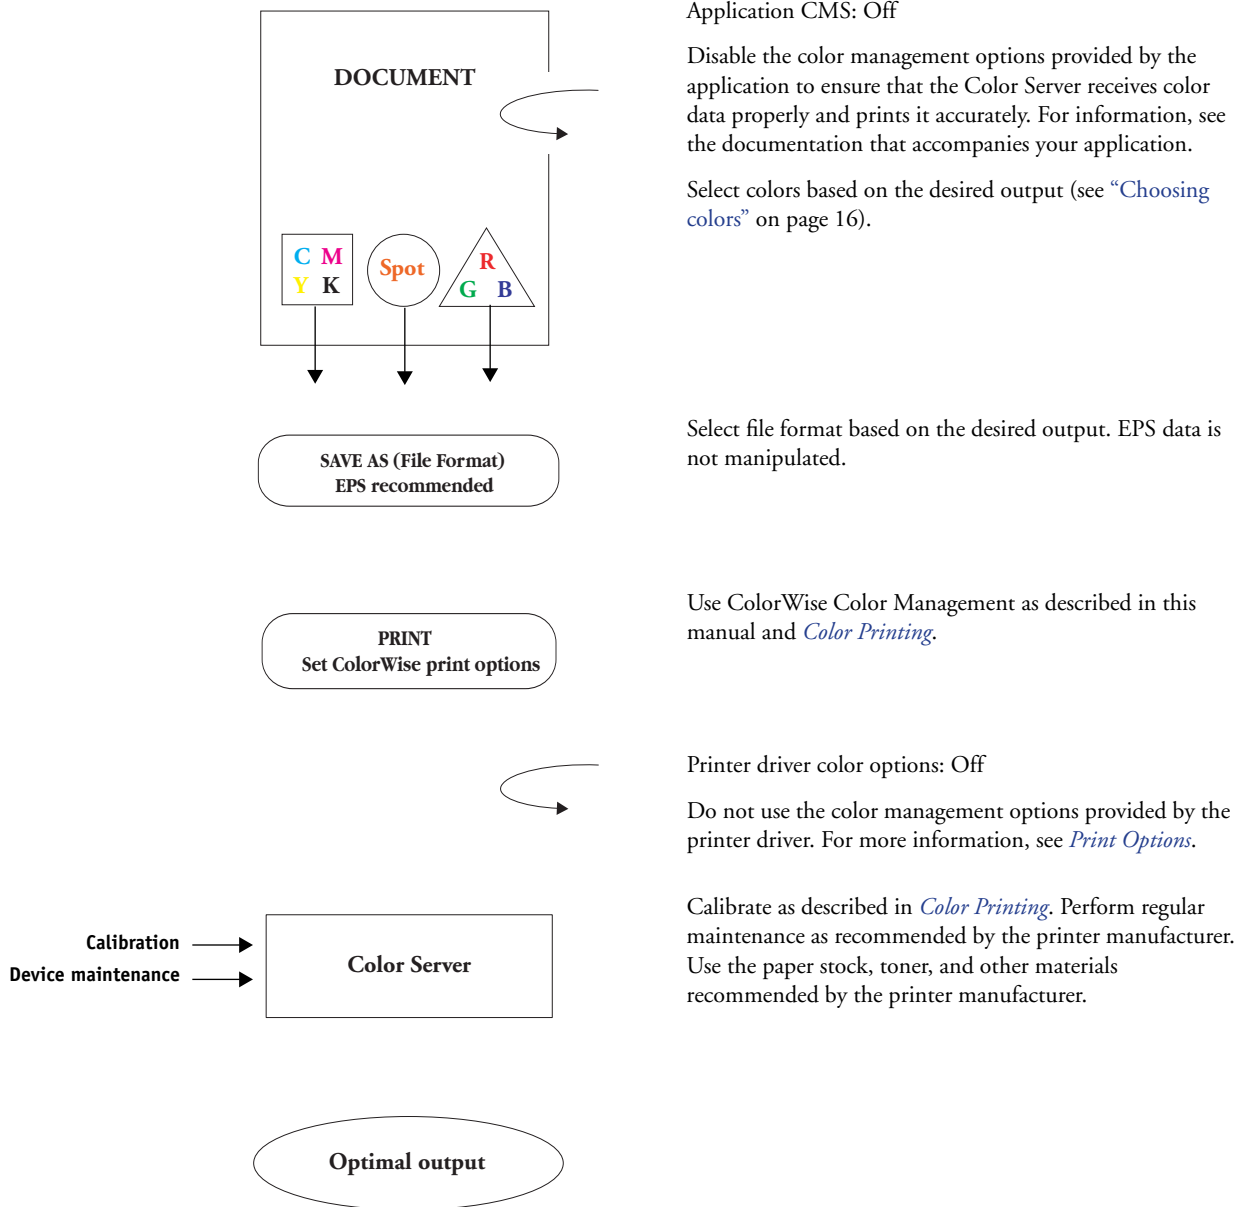 Application CMS: Off
DOCUMENT
Disable the color management options provided by the
application to ensure that the Color Server receives color
data properly and prints it accurately. For information, see
the documentation that accompanies your application.
Select colors based on the desired output (see “Choosing
colors” on page 16).
C M
Y K
Spot
R
G B
Select file format based on the desired output. EPS data is
not manipulated.
SAVE AS (File Format)
EPS recommended
Use ColorWise Color Management as described in this
manual and Color Printing.
PRINT
Set ColorWise print options
Printer driver color options: Off
Do not use the color management options provided by the
printer driver. For more information, see Print Options.
Calibrate as described in Color Printing. Perform regular
maintenance as recommended by the printer manufacturer.
Use the paper stock, toner, and other materials
recommended by the printer manufacturer.
Calibration
Device maintenance
Color Server
Optimal output